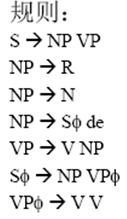 规则：
S → NP VP
NP → R
NP → N
NP → Sϕ de
VP → V NP
Sϕ → NP VPϕ
VPϕ → V V